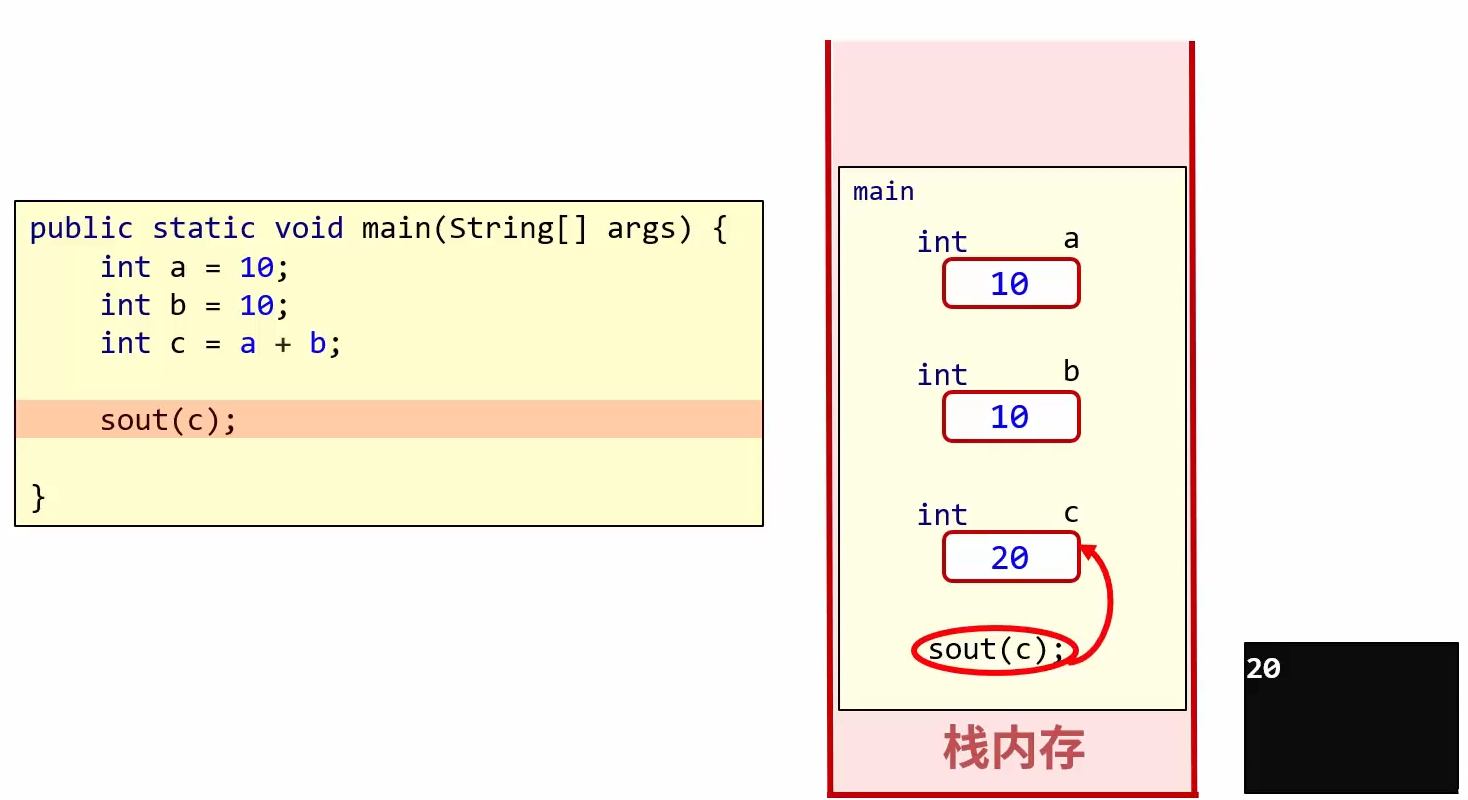 public static void main(String[] args) {
    int a = 10;
    int b = 10;
    int c = a + b;
    sout(c);
}
main
int a
10
int b
10
int c
20
sout(c);
栈内存
20